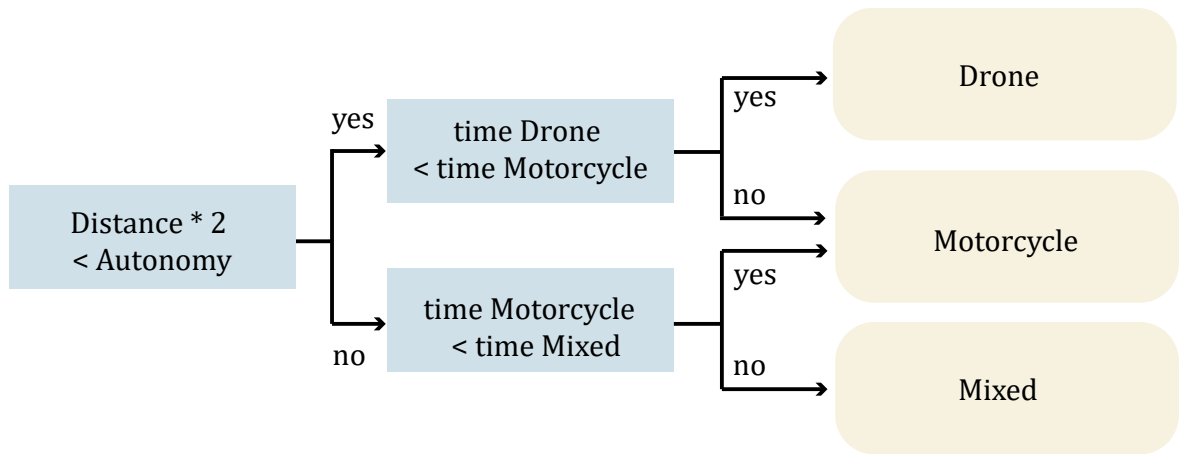 Distance * 2
< Autonomy
yes
no
time Drone
< time Motorcycle
time Motorcycle
< time Mixed
yes
no
yes
no
Drone
Motorcycle
Mixed